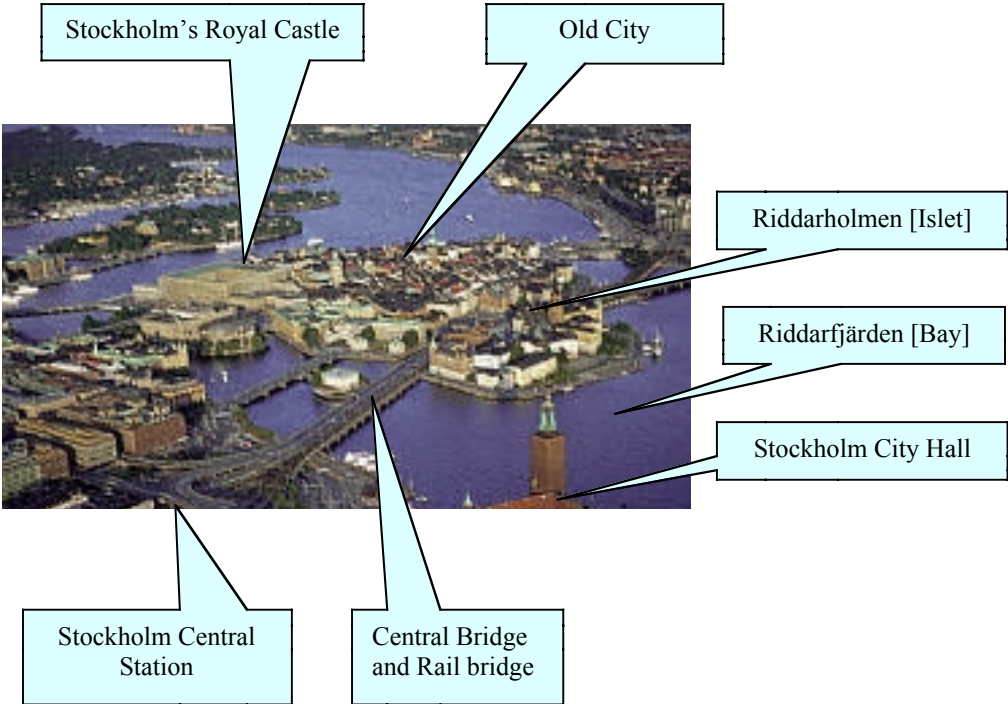 Stockholm’s Royal Castle
Old City
Riddarholmen [Islet]
Riddarfjärden [Bay]
Stockholm City Hall
Stockholm Central
Station
Central Bridge
and Rail bridge